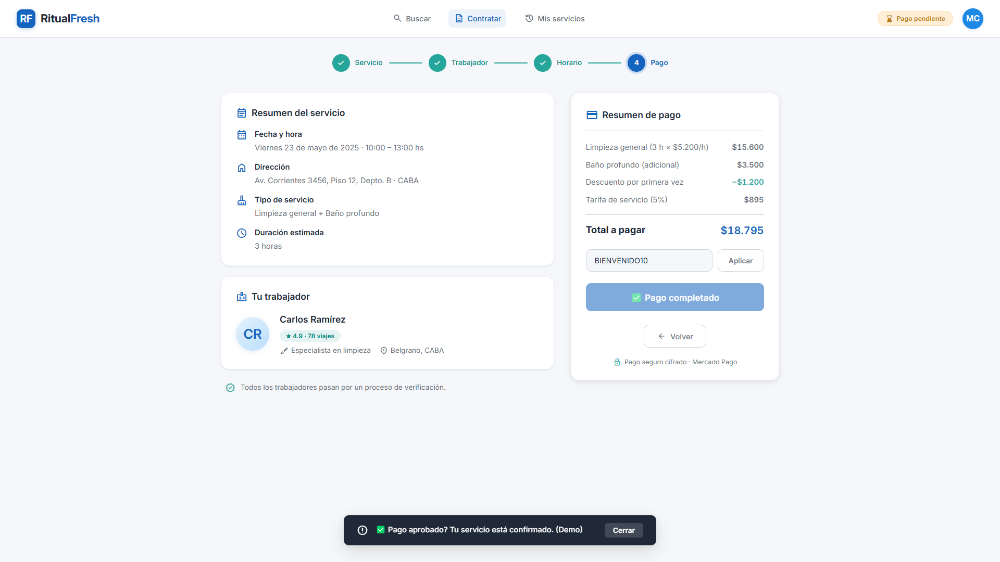 RF RitualFresh
Buscar
Contratar
Mis servicios
Pago pendiente
MC
Servicio
Trabajador
Horario
4 Pago
Resumen del servicio
Fecha y hora
Viernes 23 de mayo de 2025 · 10:00 – 13:00 hs
Dirección
Av. Corrientes 3456, Piso 12, Depto. B · CABA
Tipo de servicio
Limpieza general + Baño profundo
Duración estimada
3 horas
Tu trabajador
CR
Carlos Ramírez
★ 4.9 · 78 viajes
Especialista en limpieza
Belgrano, CABA
Todos los trabajadores pasan por un proceso de verificación.
Resumen de pago
Limpieza general (3 h × $5.200/h) $15.600
Baño profundo (adicional) $3.500
Descuento por primera vez −$1.200
Tarifa de servicio (5%) $895
Total a pagar $18.795
BIENVENIDO10
Aplicar
✅ Pago completado
← Volver
Pago seguro cifrado · Mercado Pago
✅ Pago aprobado? Tu servicio está confirmado. (Demo)
Cerrar